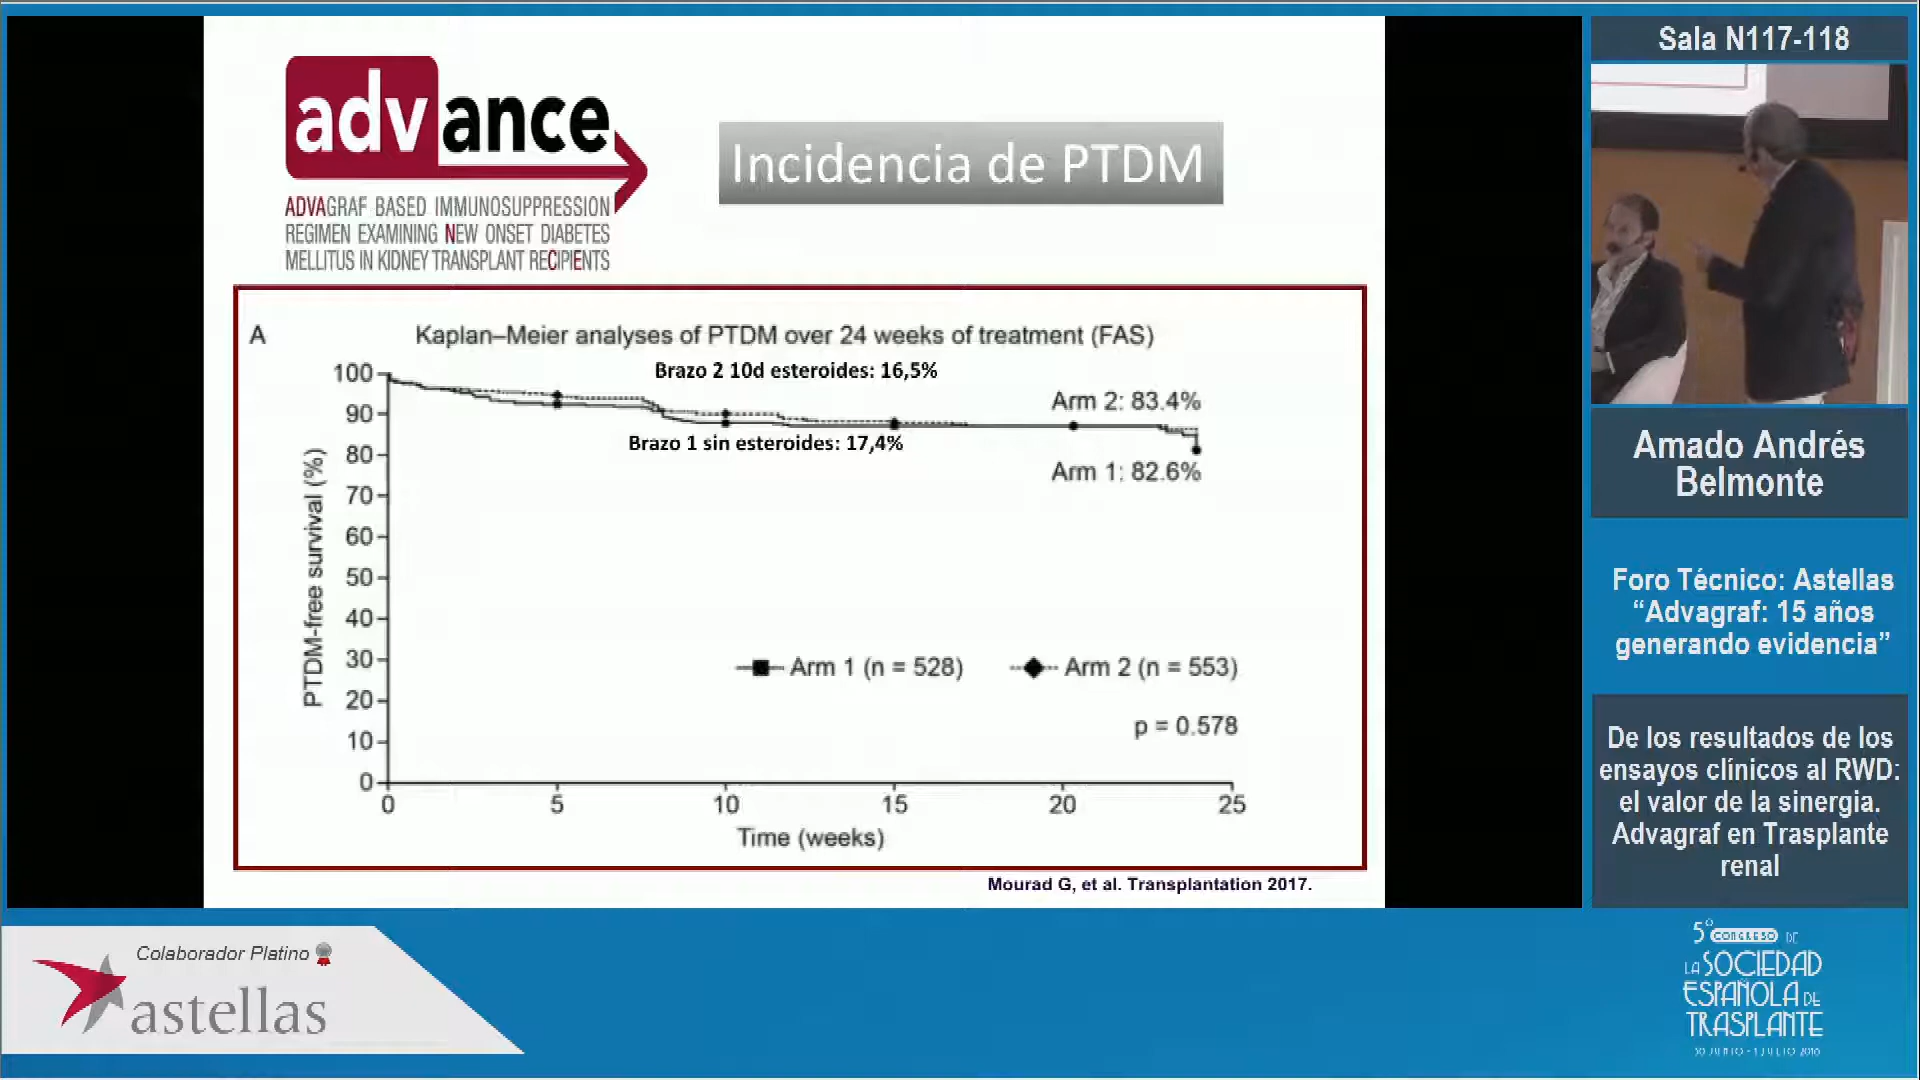 advance
ADVAGRAF BASED IMMUNOSUPPRESSION
REGIMEN EXAMINING NEW ONSET DIABETES
MELLITUS IN KIDNEY TRANSPLANT RECIPIENTS
Incidencia de PTDM
A
Kaplan–Meier analyses of PTDM over 24 weeks of treatment (FAS)
Brazo 2 10d esteroides: 16,5%
Arm 2: 83.4%
Brazo 1 sin esteroides: 17,4%
Arm 1: 82.6%
PTDM-free survival (%)
100
90
80
70
60
50
40
30
20
10
0
Arm 1 (n = 528)
Arm 2 (n = 553)
p = 0.578
0 5 10 15 20 25
Time (weeks)
Mourad G, et al. Transplantation 2017.
Sala N117-118
Amado Andrés
Belmonte
Foro Técnico: Astellas
“Advagraf: 15 años
generando evidencia”
De los resultados de los
ensayos clínicos al RWD:
el valor de la sinergia.
Advagraf en Trasplante
renal
Colaborador Platino
astellas
5º CONGRESO DE
LA SOCIEDAD
ESPAÑOLA DE
TRASPLANTE